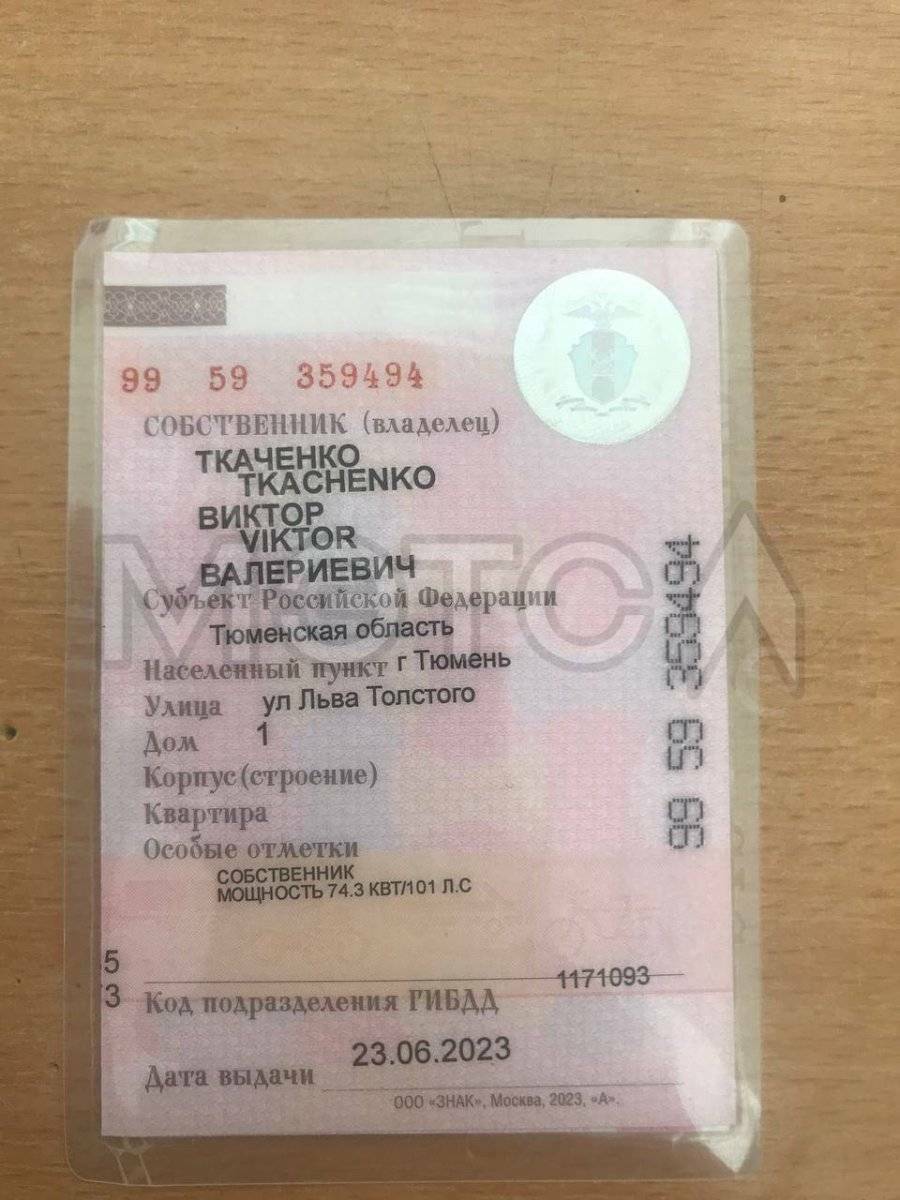 99 59 359494
СОБСТВЕННИК (владелец)
ТКАЧЕНКО
TKACHENKO
ВИКТОР
VIKTOR
ВАЛЕРИЕВИЧ
Субъект Российской Федерации
Тюменская область
Населенный пункт г Тюмень
Улица ул Льва Толстого
Дом 1
Корпус(строение)
Квартира
Особые отметки
СОБСТВЕННИК
МОЩНОСТЬ 74.3 КВТ/101 Л.С
5
1171093
3
Код подразделения ГИБДД
23.06.2023
Дата выдачи
ООО «ЗНАК», Москва, 2023, «А».
99 59 359494